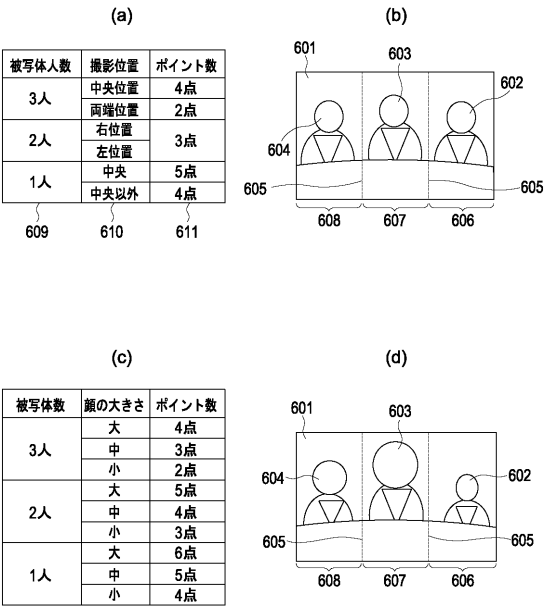 (a)
被写体人数 撮影位置 ポイント数
3人 中央位置 4点
両端位置 2点
2人 右位置 3点
左位置
1人 中央 5点
中央以外 4点
609 610 611
(b)
601 603 602
604
605 605
608 607 606
(c)
被写体数 顔の大きさ ポイント数
3人 大 4点
中 3点
小 2点
2人 大 5点
中 4点
小 3点
1人 大 6点
中 5点
小 4点
(d)
601 603
604 602
605 605
608 607 606